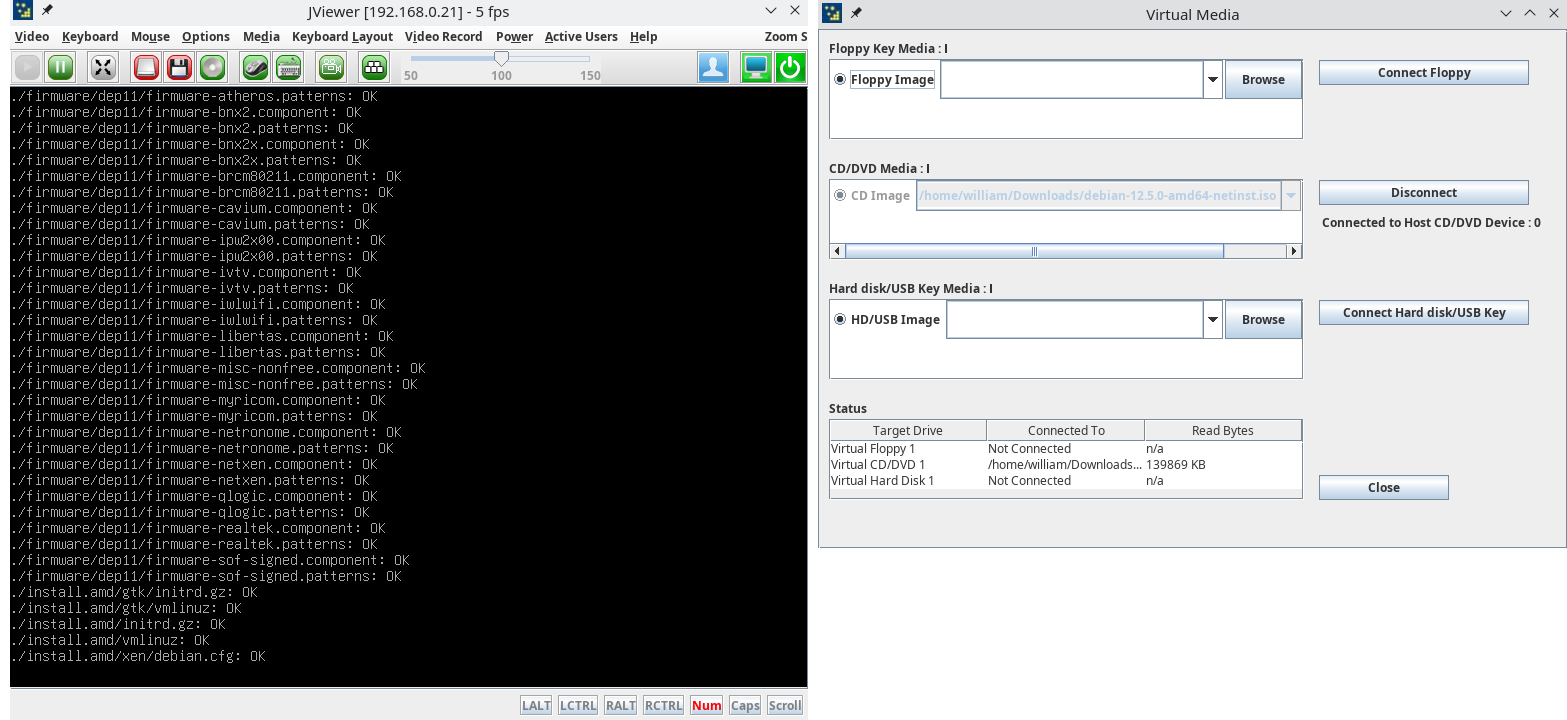 JViewer [192.168.0.21] - 5 fps
Video Keyboard Mouse Options Media Keyboard Layout Video Record Power Active Users Help Zoom S
50 100 150
./firmware/dep11/firmware-atheros.patterns: OK
./firmware/dep11/firmware-bnx2.component: OK
./firmware/dep11/firmware-bnx2.patterns: OK
./firmware/dep11/firmware-bnx2x.component: OK
./firmware/dep11/firmware-bnx2x.patterns: OK
./firmware/dep11/firmware-brcm80211.component: OK
./firmware/dep11/firmware-brcm80211.patterns: OK
./firmware/dep11/firmware-cavium.component: OK
./firmware/dep11/firmware-cavium.patterns: OK
./firmware/dep11/firmware-ipw2x00.component: OK
./firmware/dep11/firmware-ipw2x00.patterns: OK
./firmware/dep11/firmware-ivtv.component: OK
./firmware/dep11/firmware-ivtv.patterns: OK
./firmware/dep11/firmware-iwlwifi.component: OK
./firmware/dep11/firmware-iwlwifi.patterns: OK
./firmware/dep11/firmware-libertas.component: OK
./firmware/dep11/firmware-libertas.patterns: OK
./firmware/dep11/firmware-misc-nonfree.component: OK
./firmware/dep11/firmware-misc-nonfree.patterns: OK
./firmware/dep11/firmware-myricom.component: OK
./firmware/dep11/firmware-myricom.patterns: OK
./firmware/dep11/firmware-netronome.component: OK
./firmware/dep11/firmware-netronome.patterns: OK
./firmware/dep11/firmware-netxen.component: OK
./firmware/dep11/firmware-netxen.patterns: OK
./firmware/dep11/firmware-qlogic.component: OK
./firmware/dep11/firmware-qlogic.patterns: OK
./firmware/dep11/firmware-realtek.component: OK
./firmware/dep11/firmware-realtek.patterns: OK
./firmware/dep11/firmware-sof-signed.component: OK
./firmware/dep11/firmware-sof-signed.patterns: OK
./install.amd/gtk/initrd.gz: OK
./install.amd/gtk/vmlinuz: OK
./install.amd/initrd.gz: OK
./install.amd/vmlinuz: OK
./install.amd/xen/debian.cfg: OK
LALT LCTRL RALT RCTRL Num Caps Scroll
Virtual Media
Floppy Key Media : I
Floppy Image Browse Connect Floppy
CD/DVD Media : I
CD Image /home/william/Downloads/debian-12.5.0-amd64-netinst.iso Disconnect
Connected to Host CD/DVD Device : 0
Hard disk/USB Key Media : I
HD/USB Image Browse Connect Hard disk/USB Key
Status
Target Drive Connected To Read Bytes
Virtual Floppy 1 Not Connected n/a
Virtual CD/DVD 1 /home/william/Downloads... 139869 KB
Virtual Hard Disk 1 Not Connected n/a
Close